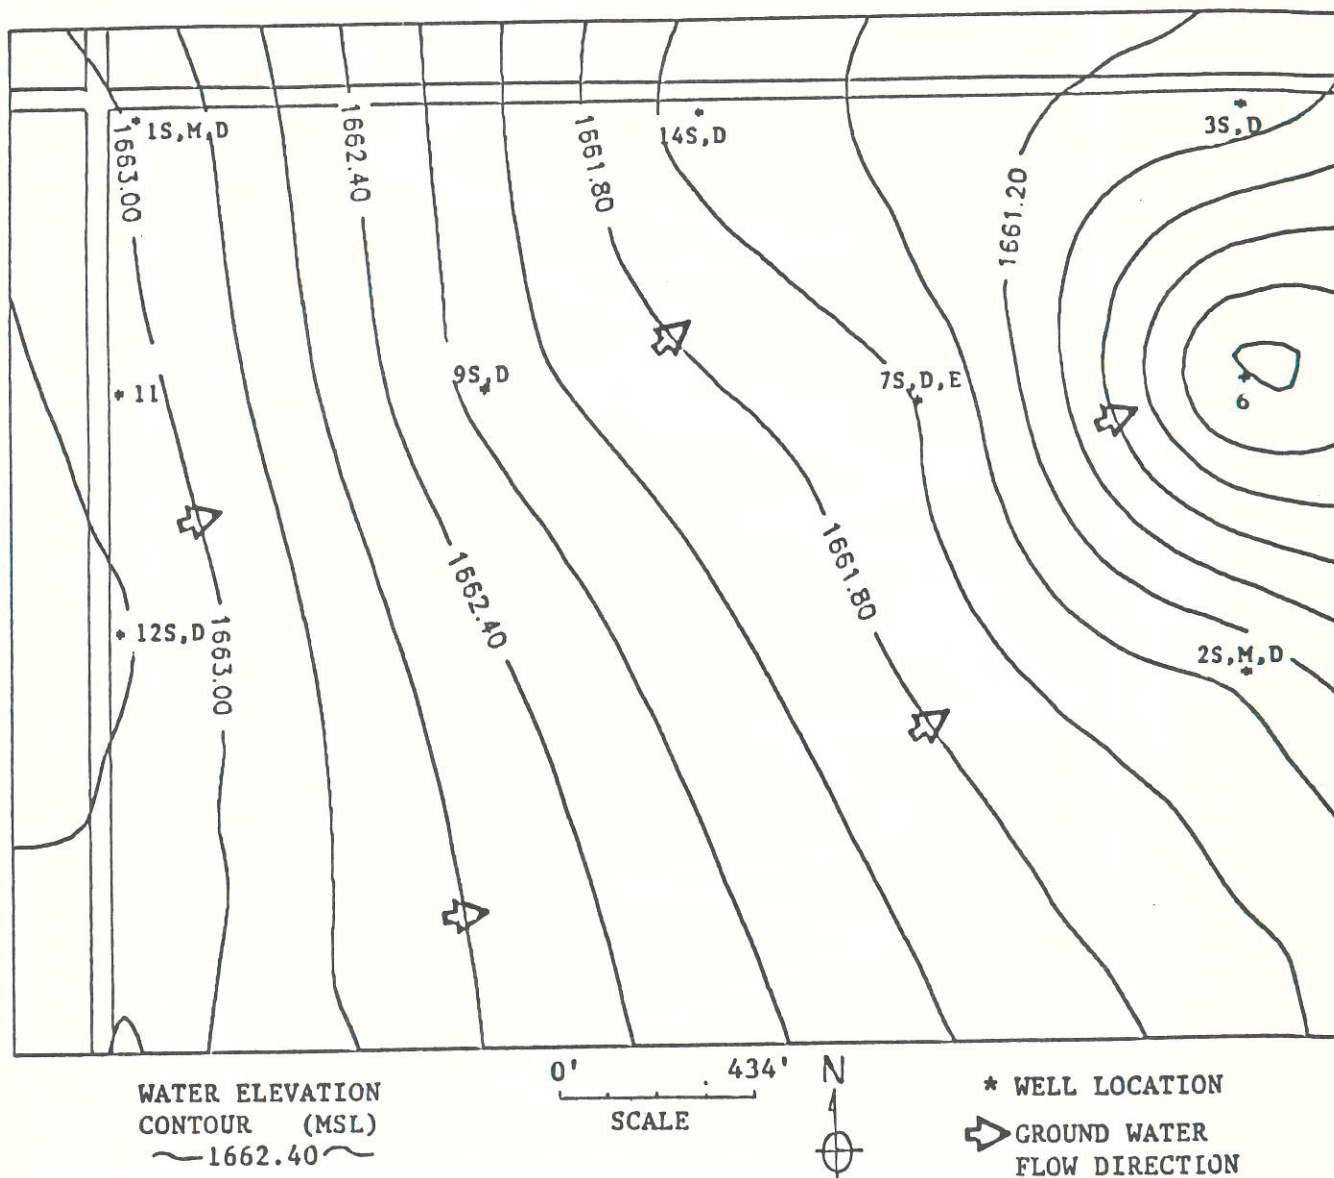 1S,M,D
14S,D
3S,D
1663.00
1662.40
1661.80
1661.20
11
9S,D
7S,D,E
6
12S,D
1663.00
1662.40
1661.80
2S,M,D
WATER ELEVATION
CONTOUR (MSL)
1662.40
0' 434'
SCALE
N
* WELL LOCATION
GROUND WATER
FLOW DIRECTION